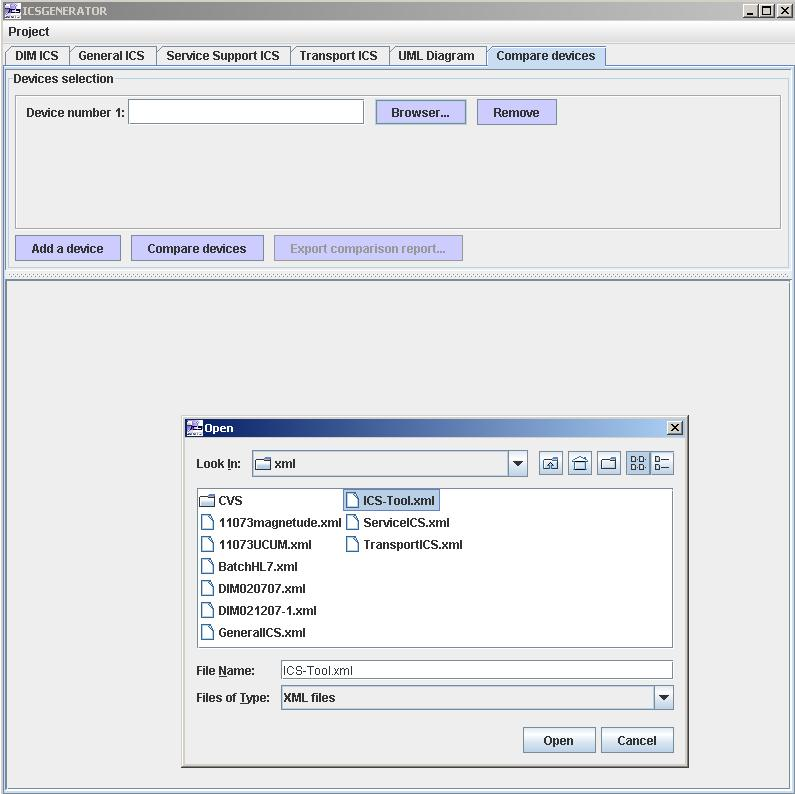 ICSGENERATOR
Project
DIM ICS General ICS Service Support ICS Transport ICS UML Diagram Compare devices
Devices selection
Device number 1: Browser... Remove
Add a device Compare devices Export comparison report...
Open
Look In: xml
CVS ICS-Tool.xml
11073magnetude.xml ServiceICS.xml
11073UCUM.xml TransportICS.xml
BatchHL7.xml
DIM020707.xml
DIM021207-1.xml
GeneralICS.xml
File Name: ICS-Tool.xml
Files of Type: XML files
Open Cancel